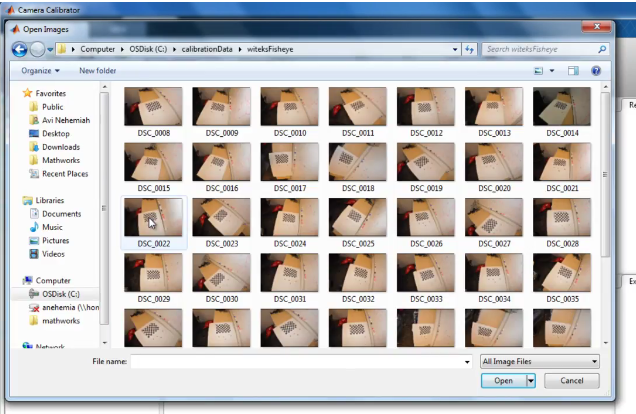 Camera Calibrator
Open Images
Computer OSDisk (C:) calibrationData witeksFisheye
Search witeksFisheye
Organize New folder
Favorites
Public
Avi Nehemiah
Desktop
Downloads
Mathworks
Recent Places
Libraries
Documents
Music
Pictures
Videos
Computer
OSDisk (C:)
anehemia (\\hon
mathworks
Network
DSC_0008 DSC_0009 DSC_0010 DSC_0011 DSC_0012 DSC_0013 DSC_0014
DSC_0015 DSC_0016 DSC_0017 DSC_0018 DSC_0019 DSC_0020 DSC_0021
DSC_0022 DSC_0023 DSC_0024 DSC_0025 DSC_0026 DSC_0027 DSC_0028
DSC_0029 DSC_0030 DSC_0031 DSC_0032 DSC_0033 DSC_0034 DSC_0035
File name:
All Image Files
Open Cancel
Re
Ex